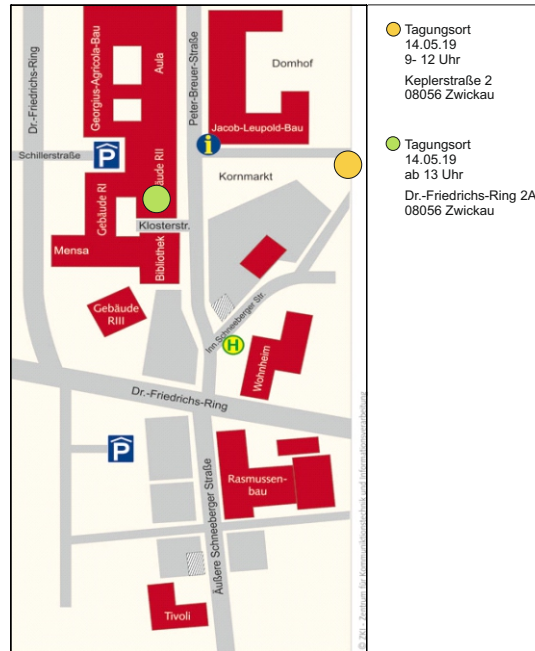 Dr.-Friedrichs-Ring
Georgius-Agricola-Bau
Aula
Peter-Breuer-Straße
Domhof
Jacob-Leupold-Bau
Schillerstraße
P
i
Kornmarkt
Gebäude RI
äude RII
Klosterstr.
Mensa
Bibliothek
Gebäude
RIII
Inn.Schneeberger Str.
H
Wohnheim
Dr.-Friedrichs-Ring
P
Äußere Schneeberger Straße
Rasmussen-
bau
Tivoli
© ZKI - Zentrum für Kommunikationstechnik und Informationsverarbeitung
Tagungsort
14.05.19
9- 12 Uhr
Keplerstraße 2
08056 Zwickau
Tagungsort
14.05.19
ab 13 Uhr
Dr.-Friedrichs-Ring 2A
08056 Zwickau